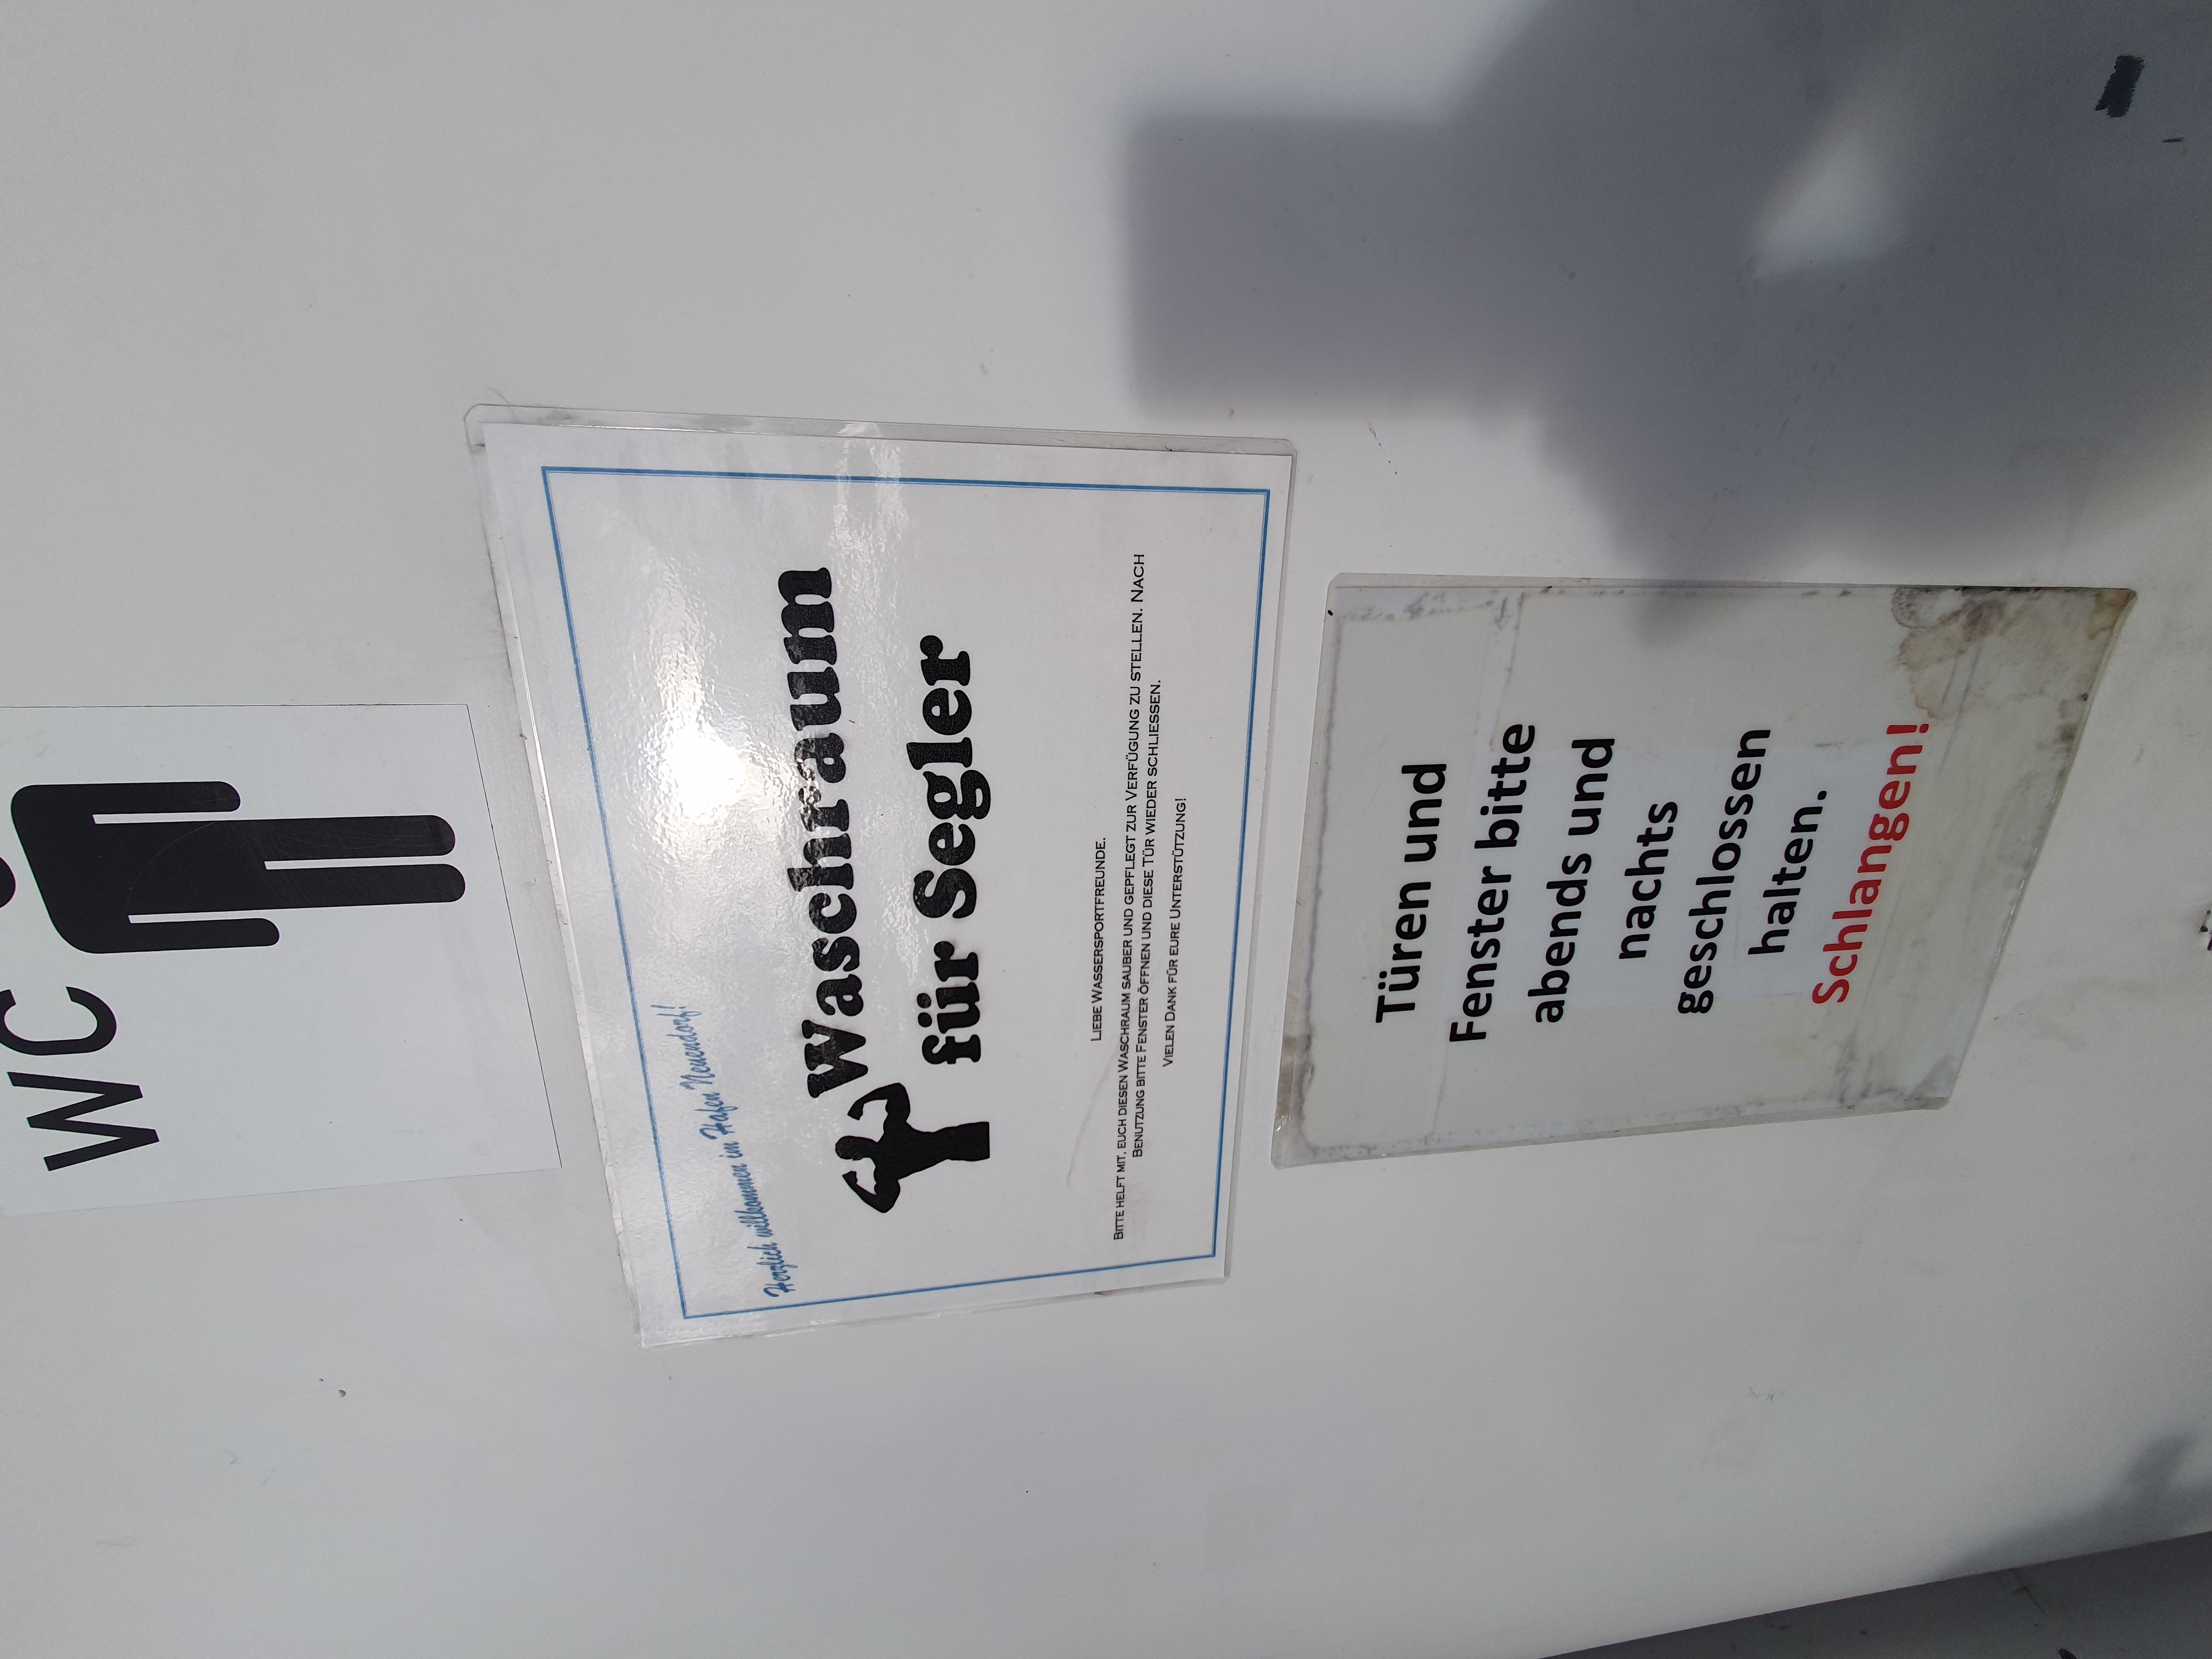 WC
Herzlich willkommen im Hafen Neuendorf!
Waschraum
für Segler
LIEBE WASSERSPORTFREUNDE.
BITTE HELFT MIT, EUCH DIESEN WASCHRAUM SAUBER UND GEPFLEGT ZUR VERFÜGUNG ZU STELLEN. NACH
BENUTZUNG BITTE FENSTER ÖFFNEN UND DIESE TÜR WIEDER SCHLIESSEN.
VIELEN DANK FÜR EURE UNTERSTÜTZUNG!
Türen und
Fenster bitte
abends und
nachts
geschlossen
halten.
Schlangen!